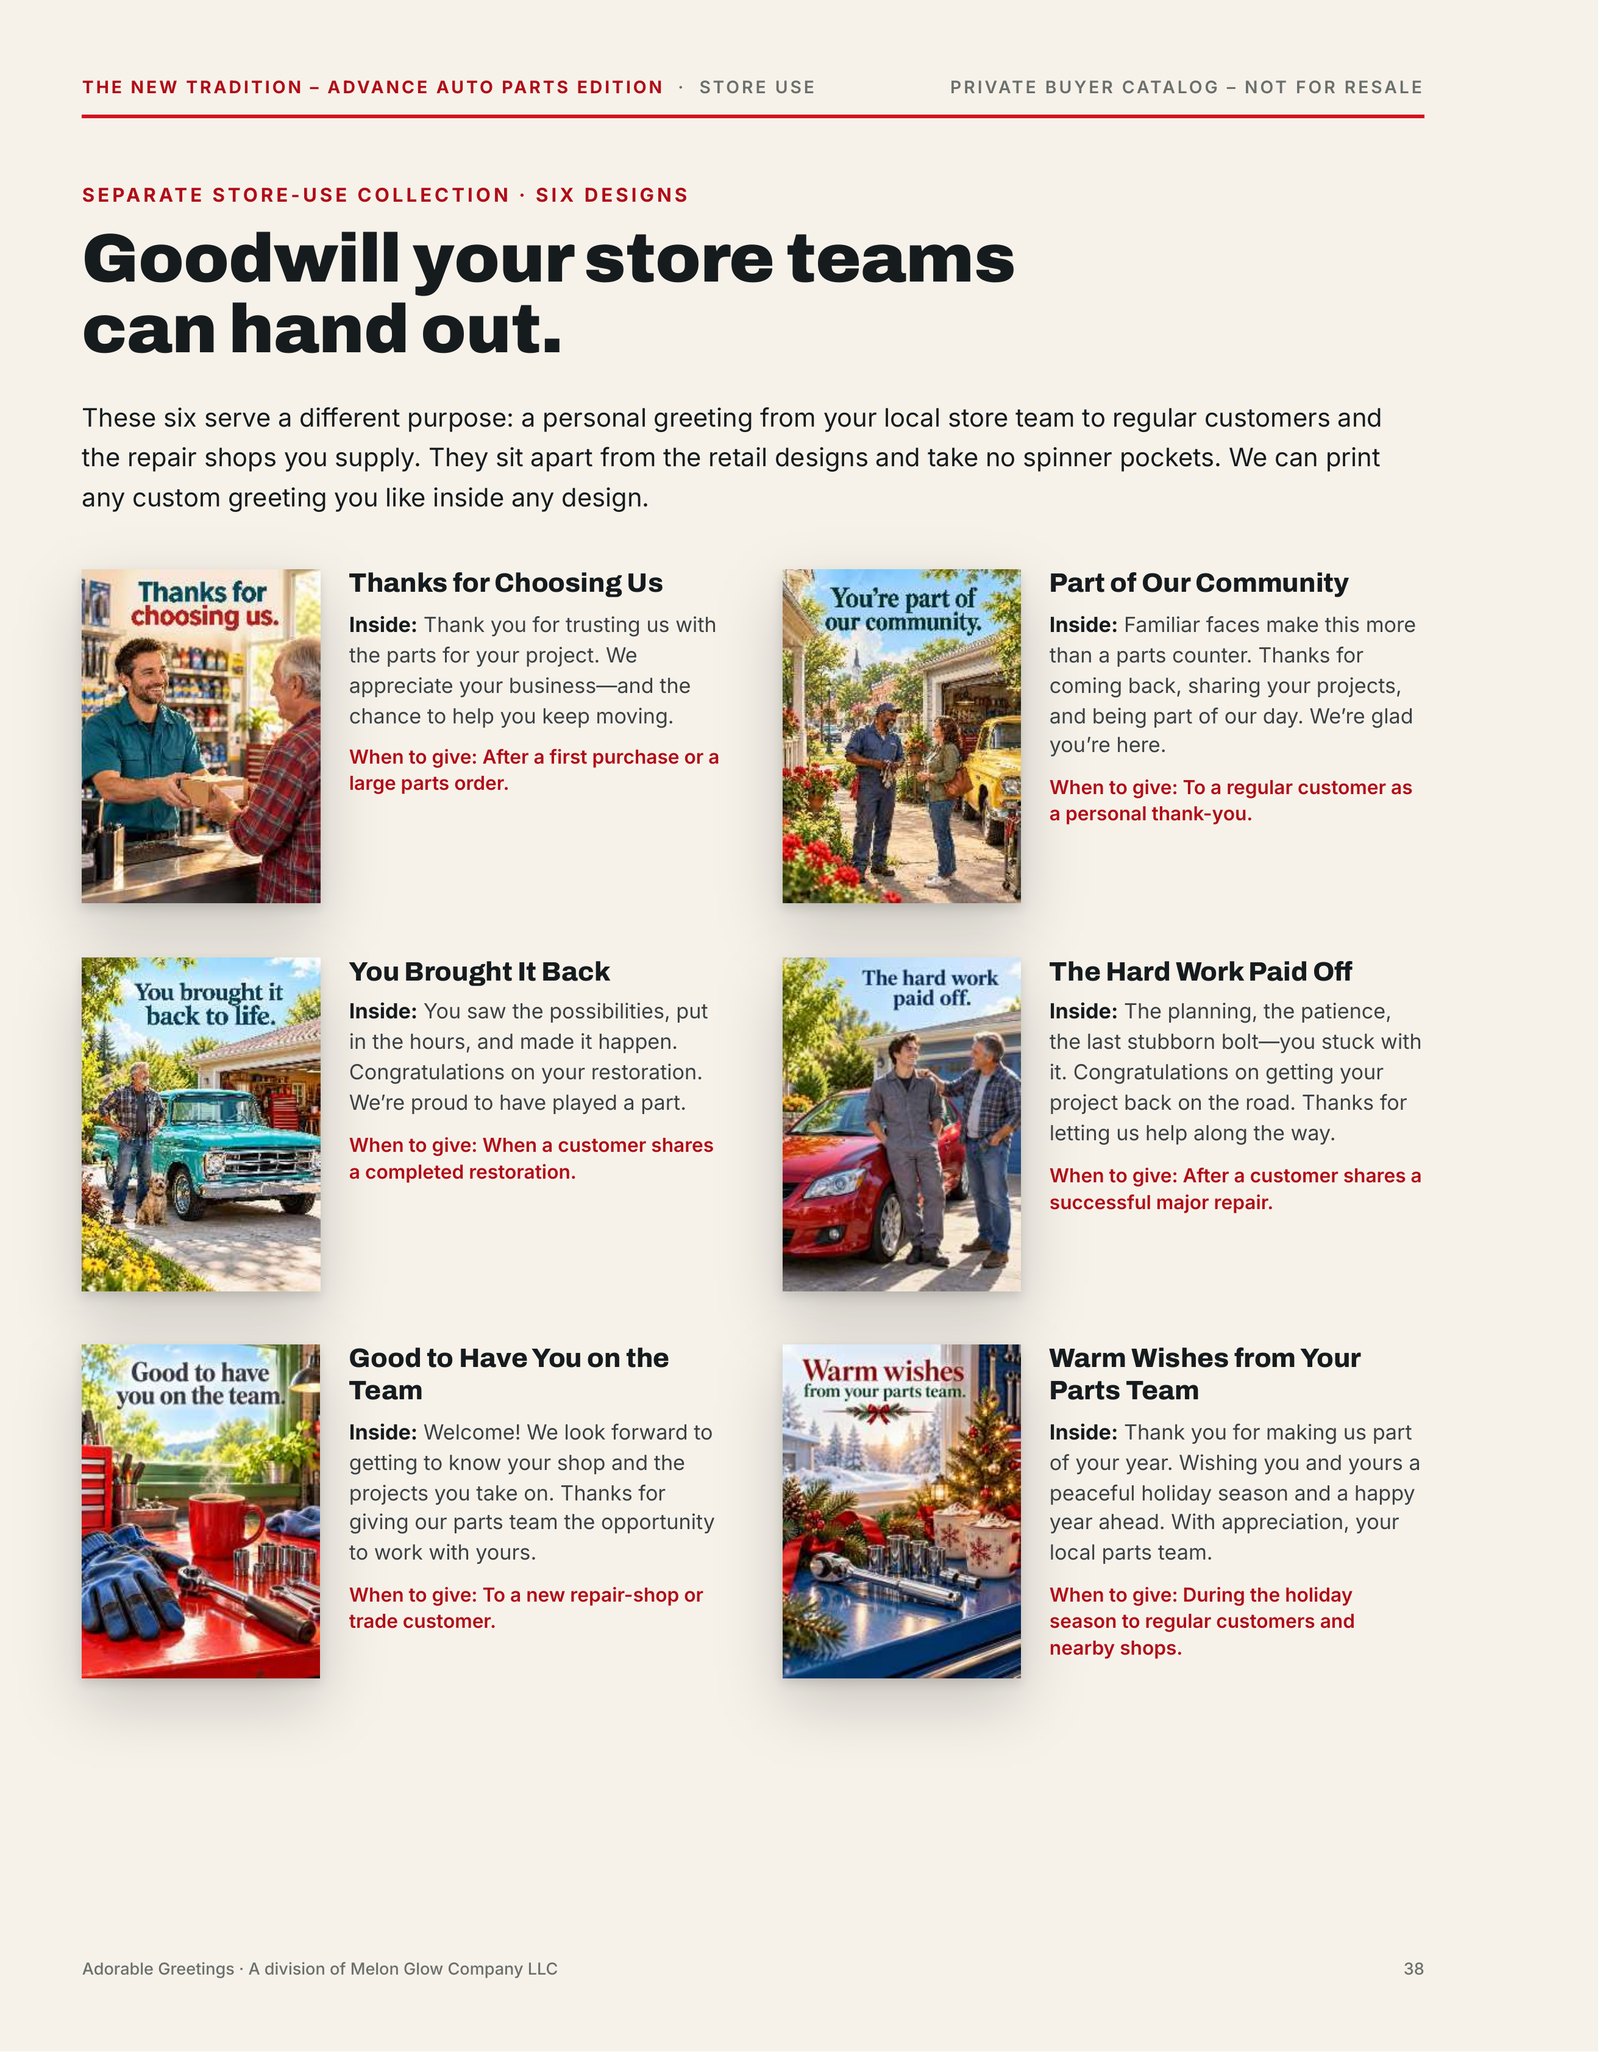 THE NEW TRADITION – ADVANCE AUTO PARTS EDITION · STORE USE
PRIVATE BUYER CATALOG – NOT FOR RESALE
SEPARATE STORE-USE COLLECTION · SIX DESIGNS
Goodwill your store teams
can hand out.
These six serve a different purpose: a personal greeting from your local store team to regular customers and
the repair shops you supply. They sit apart from the retail designs and take no spinner pockets. We can print
any custom greeting you like inside any design.
Thanks for
choosing us.
Thanks for Choosing Us
Inside: Thank you for trusting us with
the parts for your project. We
appreciate your business—and the
chance to help you keep moving.
When to give: After a first purchase or a
large parts order.
You're part of
our community.
Part of Our Community
Inside: Familiar faces make this more
than a parts counter. Thanks for
coming back, sharing your projects,
and being part of our day. We're glad
you're here.
When to give: To a regular customer as
a personal thank-you.
You brought it
back to life.
You Brought It Back
Inside: You saw the possibilities, put
in the hours, and made it happen.
Congratulations on your restoration.
We're proud to have played a part.
When to give: When a customer shares
a completed restoration.
The hard work
paid off.
The Hard Work Paid Off
Inside: The planning, the patience,
the last stubborn bolt—you stuck with
it. Congratulations on getting your
project back on the road. Thanks for
letting us help along the way.
When to give: After a customer shares a
successful major repair.
Good to have
you on the team.
Good to Have You on the
Team
Inside: Welcome! We look forward to
getting to know your shop and the
projects you take on. Thanks for
giving our parts team the opportunity
to work with yours.
When to give: To a new repair-shop or
trade customer.
Warm wishes
from your parts team.
Warm Wishes from Your
Parts Team
Inside: Thank you for making us part
of your year. Wishing you and yours a
peaceful holiday season and a happy
year ahead. With appreciation, your
local parts team.
When to give: During the holiday
season to regular customers and
nearby shops.
Adorable Greetings · A division of Melon Glow Company LLC
38